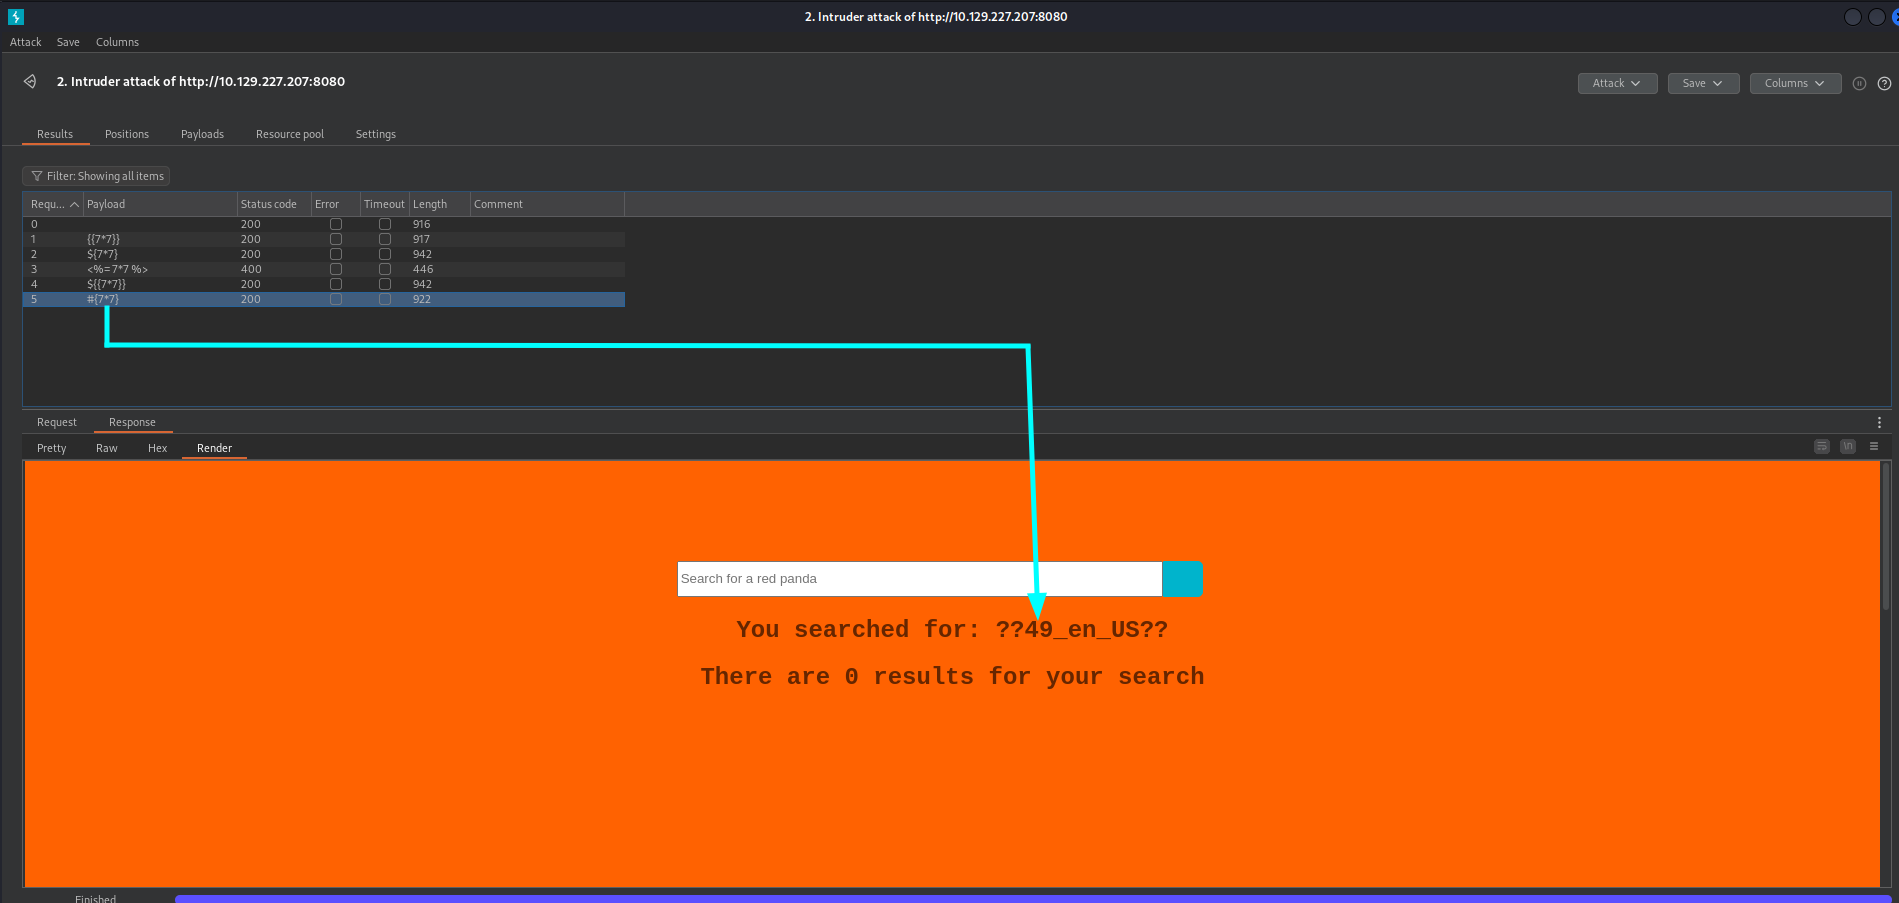 2. Intruder attack of http://10.129.227.207:8080
Attack Save Columns
2. Intruder attack of http://10.129.227.207:8080
Attack Save Columns
Results Positions Payloads Resource pool Settings
Filter: Showing all items
Requ... Payload Status code Error Timeout Length Comment
0 200 916
1 {{7*7}} 200 917
2 ${7*7} 200 942
3 <%= 7*7 %> 400 446
4 ${{7*7}} 200 942
5 #{7*7} 200 922
Request Response
Pretty Raw Hex Render
\n
Search for a red panda
You searched for: ??49_en_US??
There are 0 results for your search
Finished